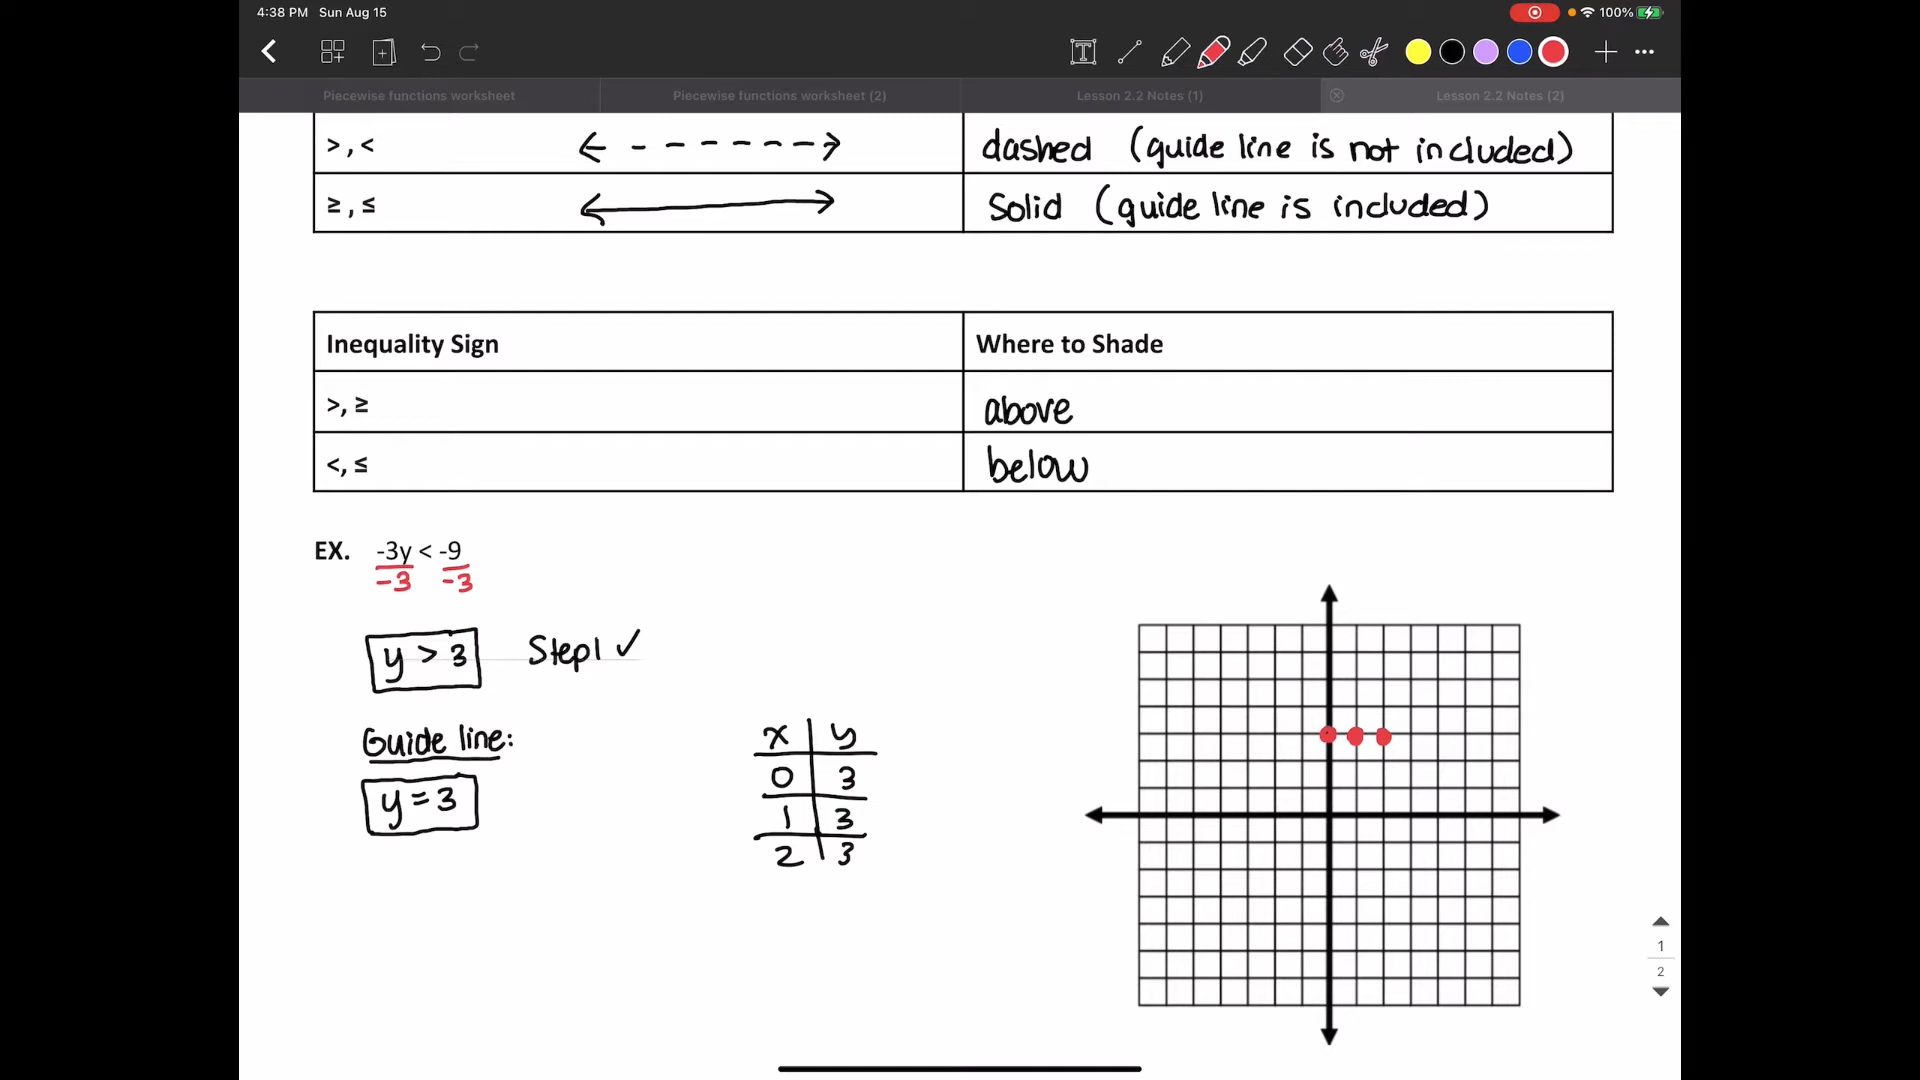 4:38 PM Sun Aug 15
100%
Piecewise functions worksheet
Piecewise functions worksheet (2)
Lesson 2.2 Notes (1)
Lesson 2.2 Notes (2)
>, < dashed (guide line is not included)
≥, ≤ Solid (guide line is included)
Inequality Sign Where to Shade
>, ≥ above
<, ≤ below
EX. -3y < -9
-3 -3
y > 3 Step1 ✓
Guide line:
y = 3
x y
0 3
1 3
2 3
1
2